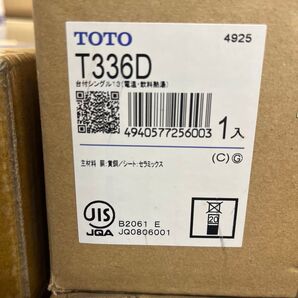 TOTO 4925
T336D
台付シングル13(電温・飲料熱湯)
4940577256003 1入
(C)Ⓖ
主材料 銅:黄銅/シート:セラミックス
JIS
JQA
B2061 E
JQ0806001
20